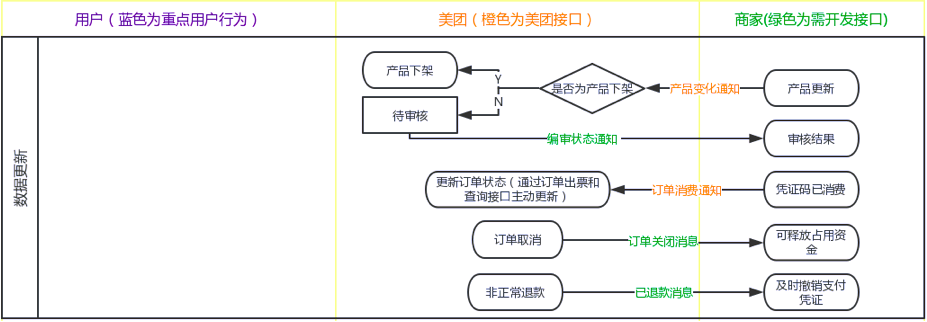 用户（蓝色为重点用户行为）
美团（橙色为美团接口）
商家(绿色为需开发接口)
数据更新
产品下架
Y
是否为产品下架
产品变化通知
产品更新
待审核
N
编审状态通知
审核结果
更新订单状态（通过订单出票和
查询接口主动更新）
订单消费通知
凭证码已消费
订单取消
订单关闭消息
可释放占用资
金
非正常退款
已退款消息
及时撤销支付
凭证